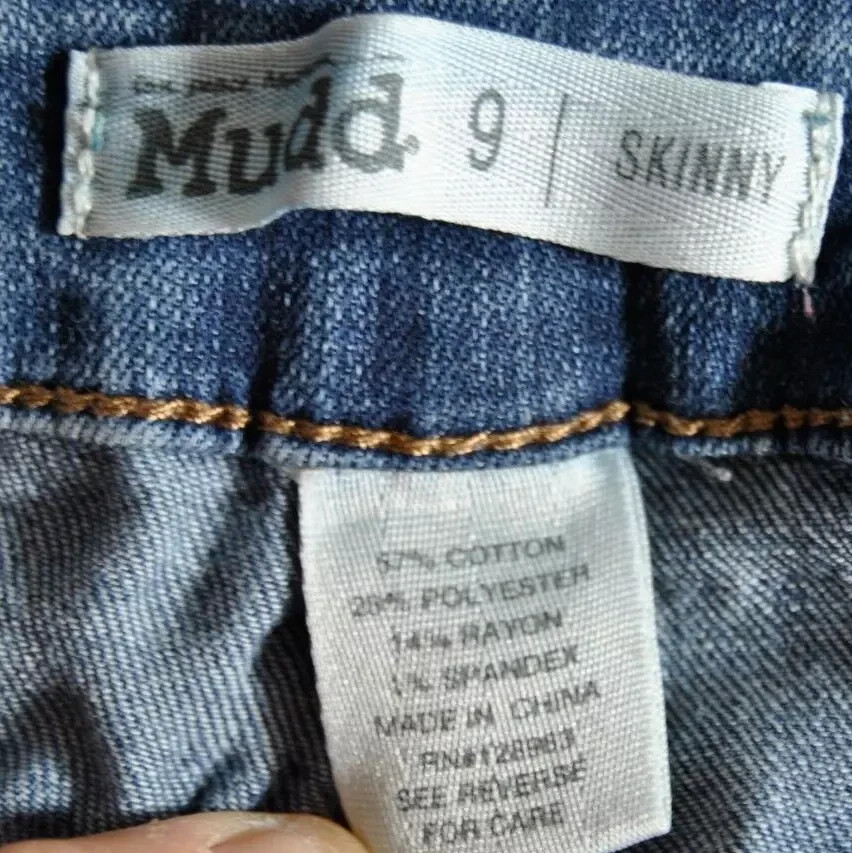 Mudd. 9 | SKINNY
57% COTTON
28% POLYESTER
14% RAYON
1% SPANDEX
MADE IN CHINA
RN#128983
SEE REVERSE
FOR CARE